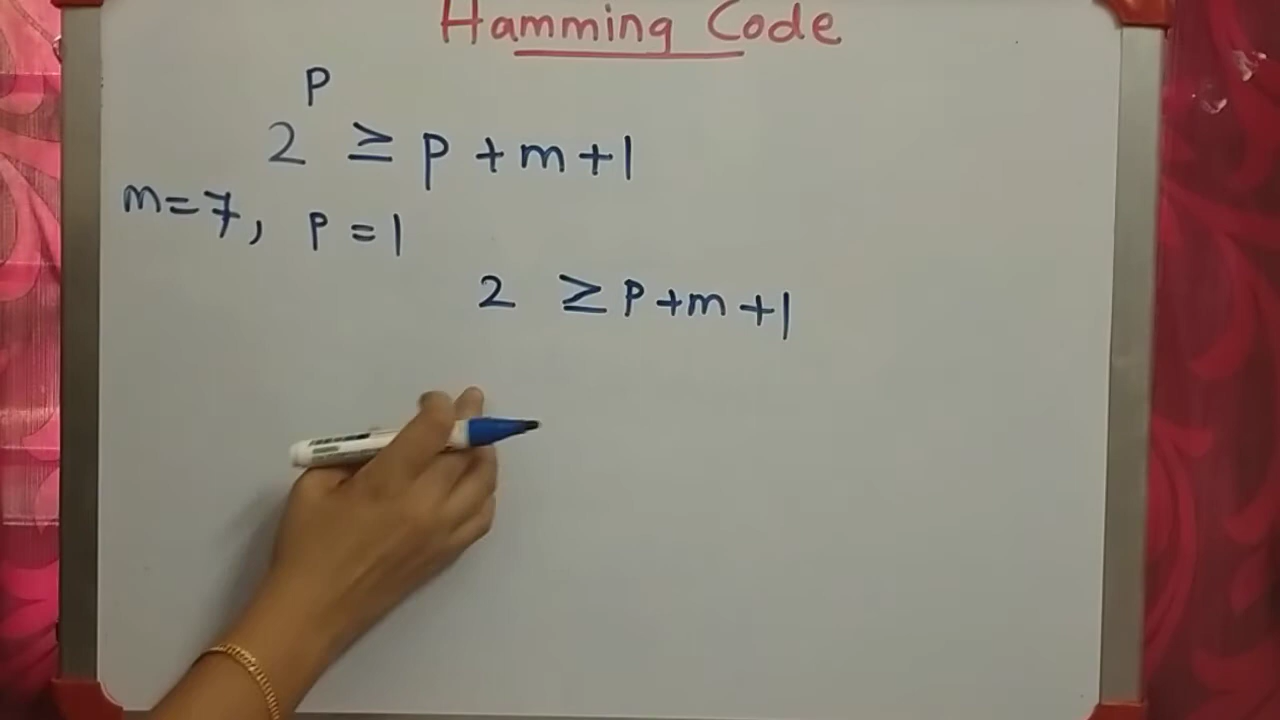 Hamming Code
2^P ≥ p + m + 1
m = 7, P = 1
2 ≥ P + m + 1